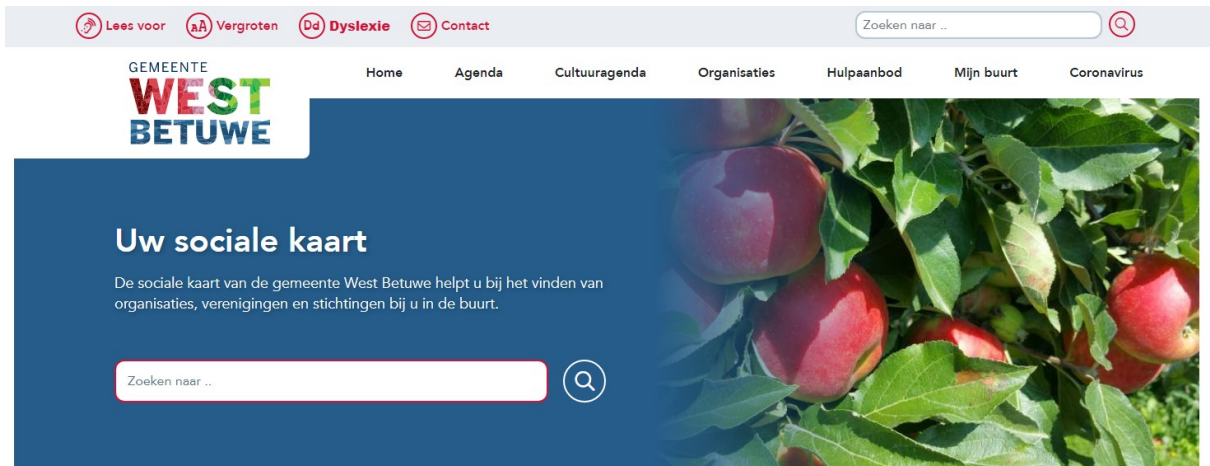 Lees voor AA Vergroten Dd Dyslexie Contact Zoeken naar ..
GEMEENTE
WEST
BETUWE
Home Agenda Cultuuragenda Organisaties Hulpaanbod Mijn buurt Coronavirus
Uw sociale kaart
De sociale kaart van de gemeente West Betuwe helpt u bij het vinden van
organisaties, verenigingen en stichtingen bij u in de buurt.
Zoeken naar ..